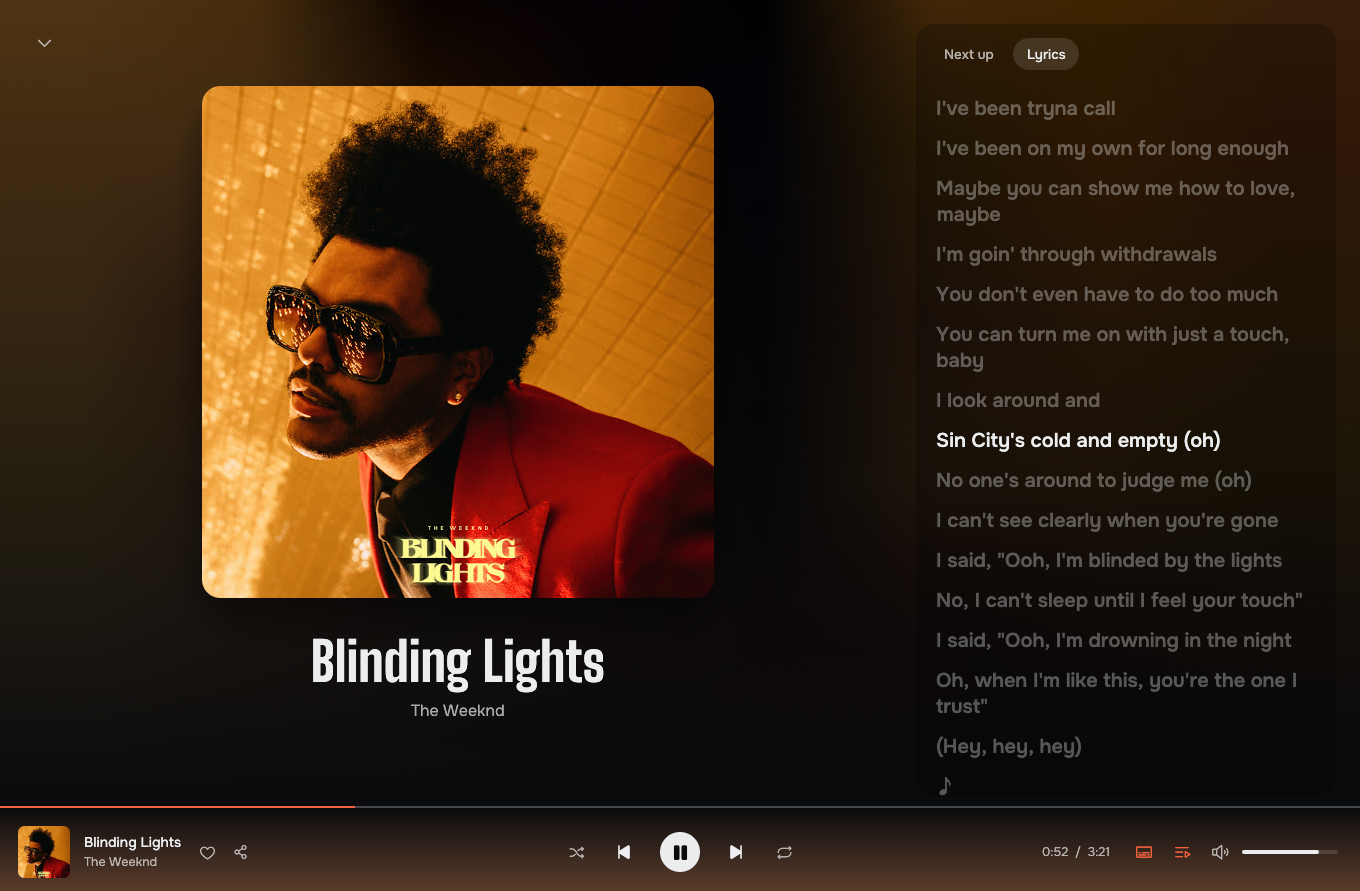 Next up
Lyrics
I've been tryna call
I've been on my own for long enough
Maybe you can show me how to love,
maybe
I'm goin' through withdrawals
You don't even have to do too much
You can turn me on with just a touch,
baby
I look around and
Sin City's cold and empty (oh)
No one's around to judge me (oh)
I can't see clearly when you're gone
I said, "Ooh, I'm blinded by the lights
No, I can't sleep until I feel your touch"
I said, "Ooh, I'm drowning in the night
Oh, when I'm like this, you're the one I
trust"
(Hey, hey, hey)
♪
THE WEEKND
BLINDING
LIGHTS
Blinding Lights
The Weeknd
Blinding Lights
The Weeknd
0:52 / 3:21